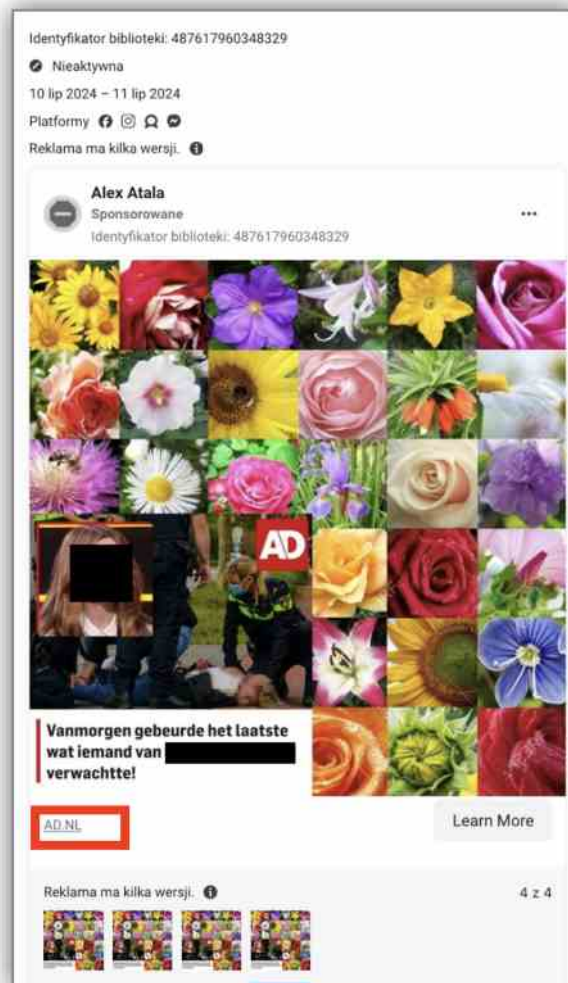 Identyfikator biblioteki: 487617960348329
Nieaktywna
10 lip 2024 – 11 lip 2024
Platformy
Reklama ma kilka wersji.
Alex Atala
Sponsorowane
Identyfikator biblioteki: 487617960348329
AD
Vanmorgen gebeurde het laatste
wat iemand van
verwachtte!
AD.NL
Learn More
Reklama ma kilka wersji.
4 z 4